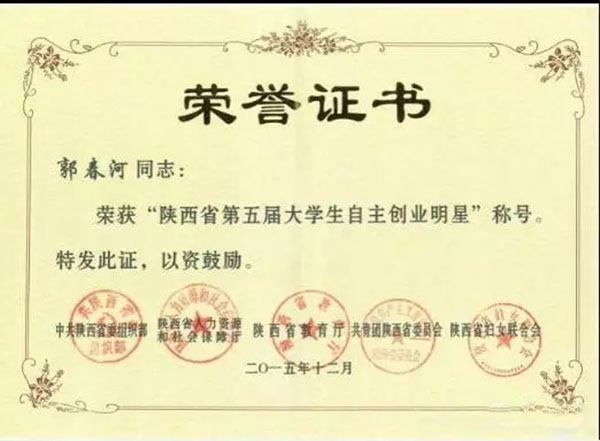 荣誉证书
郭春河 同志：
荣获“陕西省第五届大学生自主创业明星”称号。
特发此证，以资鼓励。
中共陕西省委组织部 陕西省人力资源和社会保障厅 陕西省教育厅 共青团陕西省委员会 陕西省妇女联合会
二〇一五年十二月